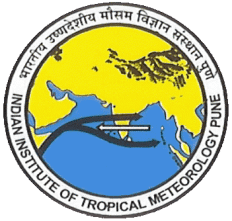 भारतीय उष्णदेशीय मौसम विज्ञान संस्थान पुणे
INDIAN INSTITUTE OF TROPICAL METEOROLOGY PUNE